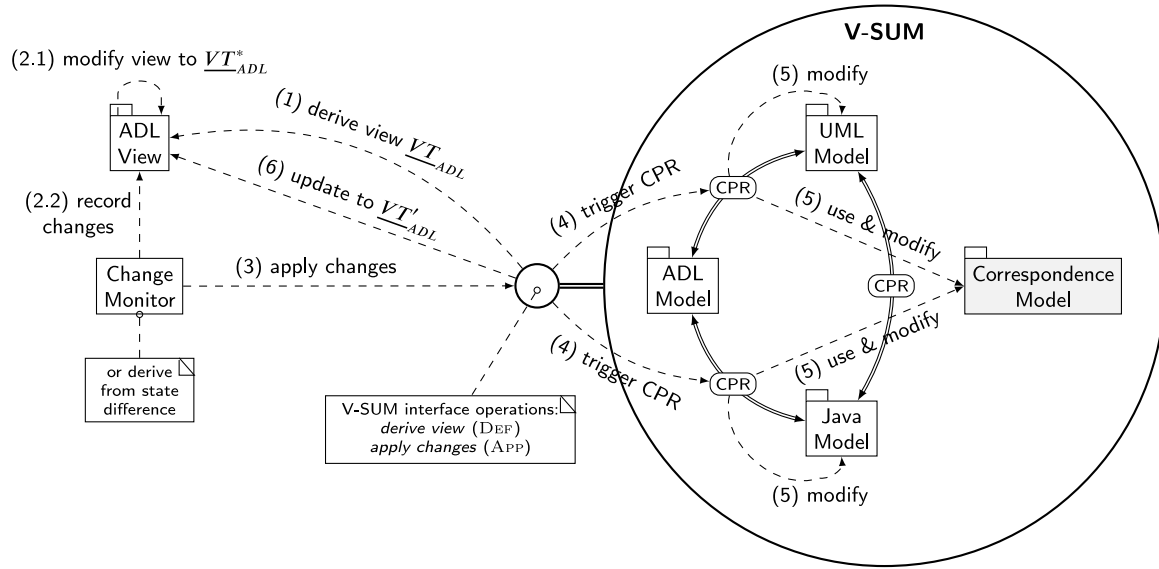 V-SUM
(2.1) modify view to VT*ADL
ADL
View
(1) derive view VTADL
(6) update to VT′ADL
(2.2) record
changes
Change
Monitor
(3) apply changes
or derive
from state
difference
V-SUM interface operations:
derive view (DEF)
apply changes (APP)
(4) trigger CPR
(4) trigger CPR
(5) modify
UML
Model
CPR
(5) use & modify
ADL
Model
CPR
Correspondence
Model
(5) use & modify
CPR
Java
Model
(5) modify